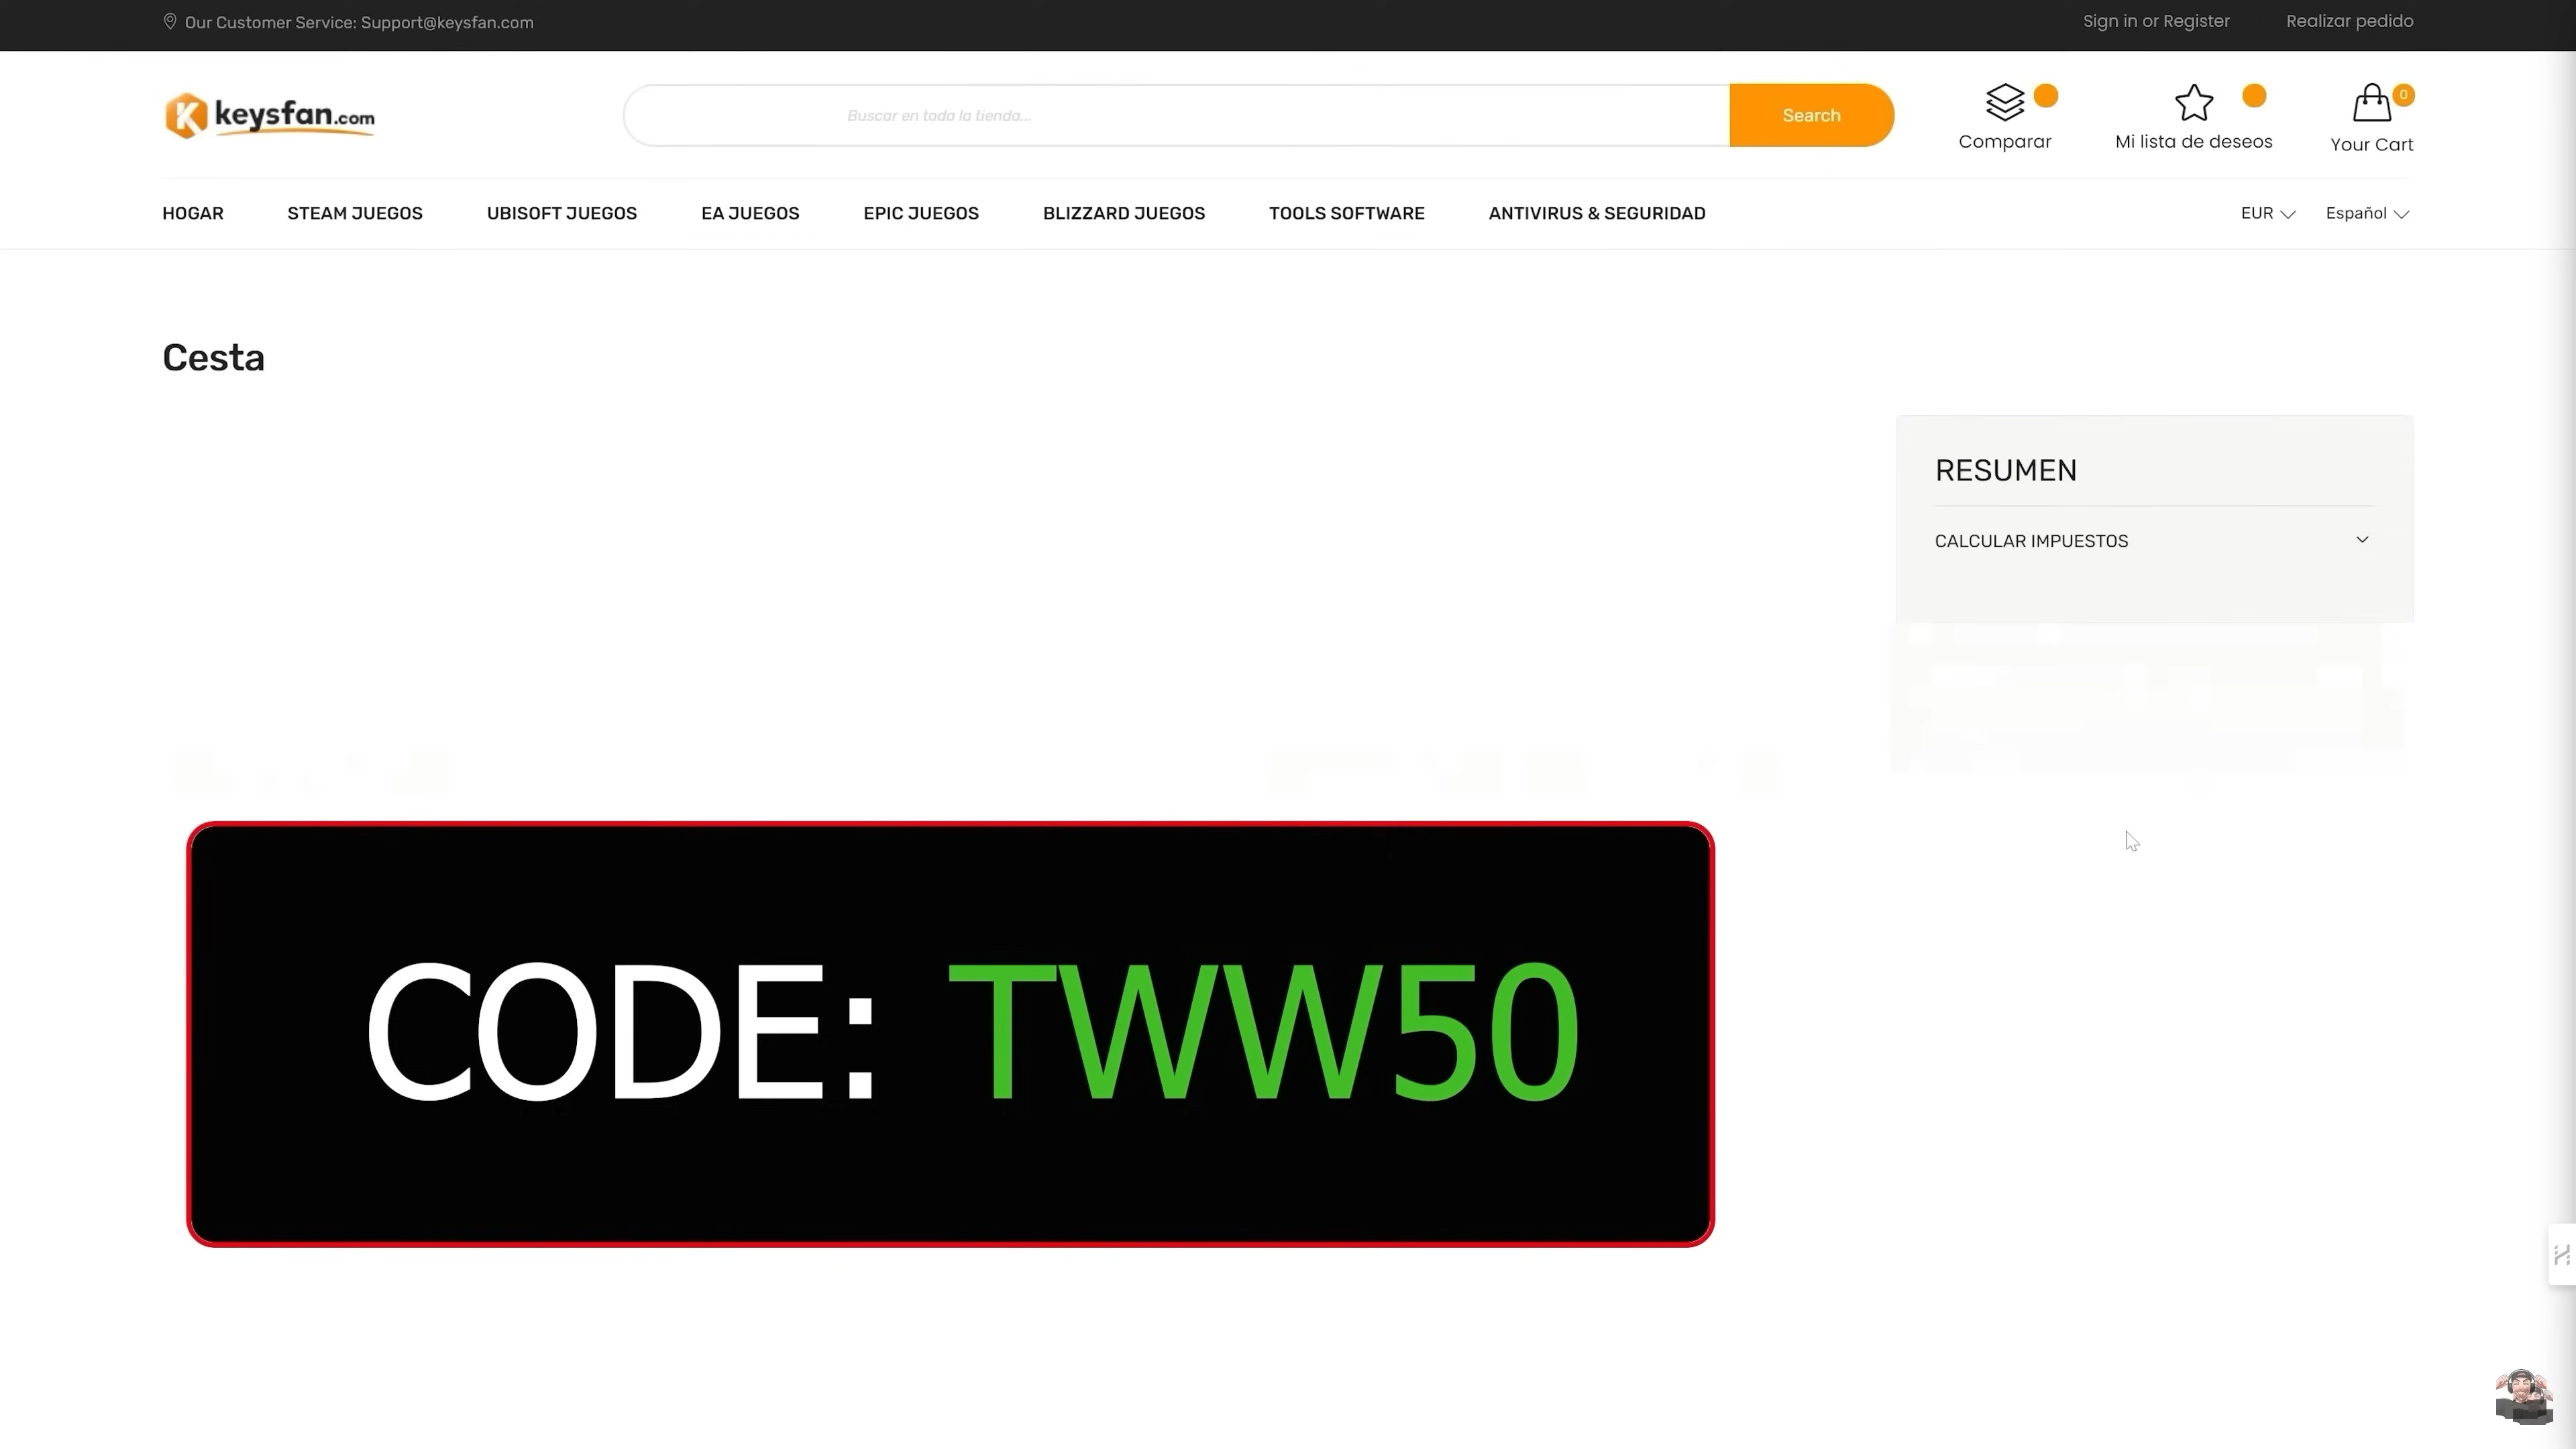 Our Customer Service: Support@keysfan.com
Sign in or Register
Realizar pedido
keysfan.com
Buscar en toda la tienda...
Search
Comparar
Mi lista de deseos
0
Your Cart
HOGAR
STEAM JUEGOS
UBISOFT JUEGOS
EA JUEGOS
EPIC JUEGOS
BLIZZARD JUEGOS
TOOLS SOFTWARE
ANTIVIRUS & SEGURIDAD
EUR
Español
Cesta
RESUMEN
CALCULAR IMPUESTOS
CODE: TWW50